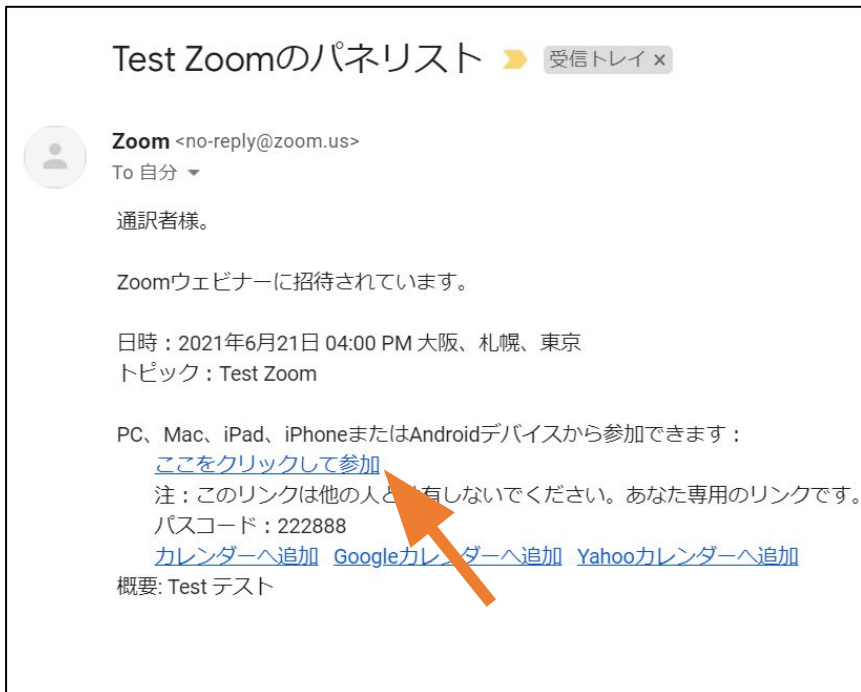 Test Zoomのパネリスト 受信トレイ x
Zoom <no-reply@zoom.us>
To 自分
通訳者様。
Zoomウェビナーに招待されています。
日時：2021年6月21日 04:00 PM 大阪、札幌、東京
トピック：Test Zoom
PC、Mac、iPad、iPhoneまたはAndroidデバイスから参加できます：
ここをクリックして参加
注：このリンクは他の人と有しないでください。あなた専用のリンクです。
パスコード：222888
カレンダーへ追加 Googleカレンダーへ追加 Yahooカレンダーへ追加
概要: Test テスト